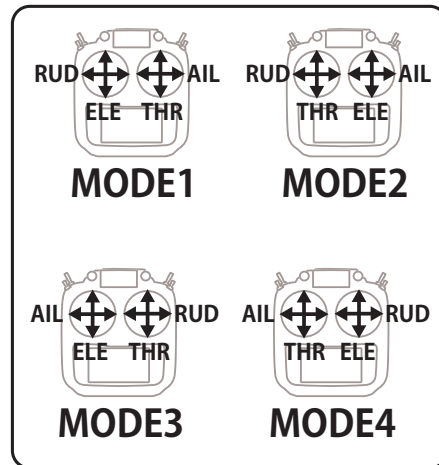 RUD AIL RUD AIL
ELE THR THR ELE
MODE1 MODE2
AIL RUD AIL RUD
ELE THR THR ELE
MODE3 MODE4